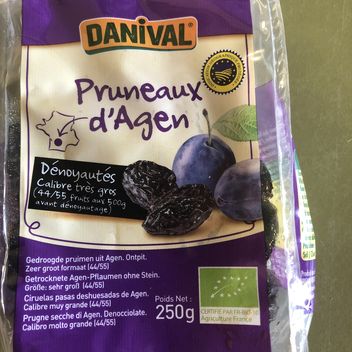 DANIVAL
Pruneaux
d'Agen
Dénoyautés
Calibre très gros
(44/55 fruits aux 500g
avant dénoyautage)
Gedroogde pruimen uit Agen. Ontpit.
Zeer groot formaat (44/55)
Getrocknete Agen-Pflaumen ohne Stein.
Größe: sehr groß (44/55)
Ciruelas pasas deshuesadas de Agen.
Calibre muy grande (44/55)
Prugne secche di Agen. Denocciolate.
Calibro molto grande (44/55)
Poids Net :
250g
CERTIFIÉ PAR FR-BIO-10
Agriculture France